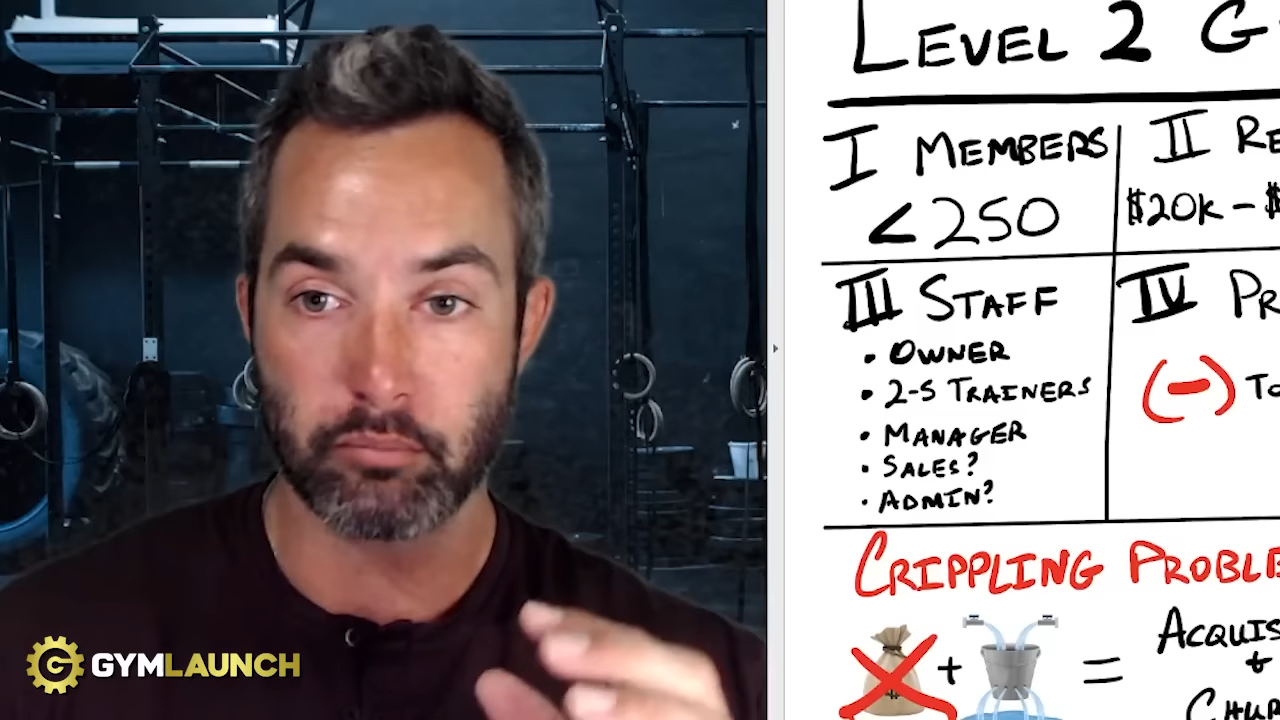 LEVEL 2 G
I MEMBERS
<250
II RE
$20K - $
III STAFF
• OWNER
• 2-5 TRAINERS
• MANAGER
• SALES?
• ADMIN?
IV PR
(-) TO
CRIPPLING PROBLE
$
+
=
ACQUIS
+
CHUR
G GYMLAUNCH